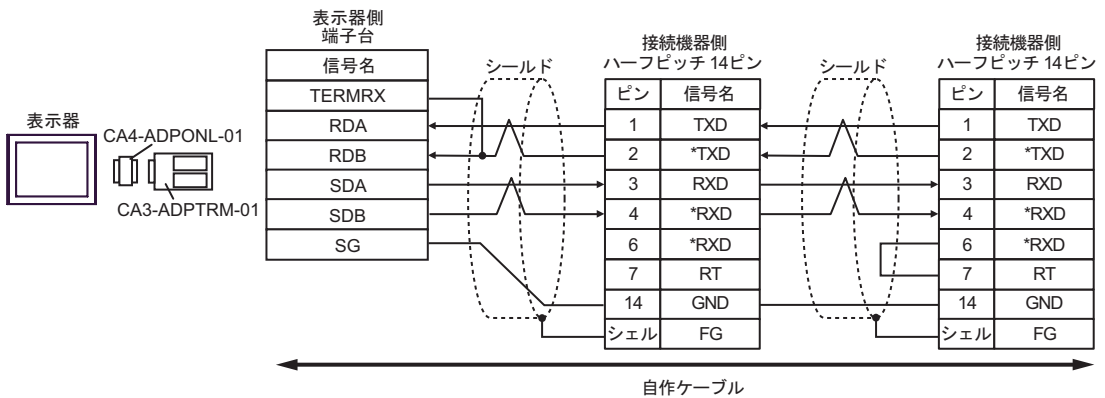 表示器
CA4-ADPONL-01
CA3-ADPTRM-01
表示器側
端子台
信号名
TERMRX
RDA
RDB
SDA
SDB
SG
シールド
接続機器側
ハーフピッチ 14ピン
ピン 信号名
1 TXD
2 *TXD
3 RXD
4 *RXD
6 *RXD
7 RT
14 GND
シェル FG
シールド
接続機器側
ハーフピッチ 14ピン
ピン 信号名
1 TXD
2 *TXD
3 RXD
4 *RXD
6 *RXD
7 RT
14 GND
シェル FG
自作ケーブル